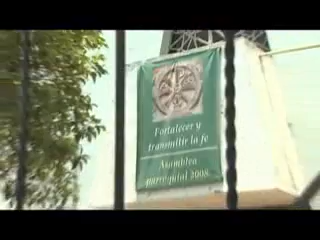 Fortalecer y
transmitir la fe
Asamblea
parroquial 2008